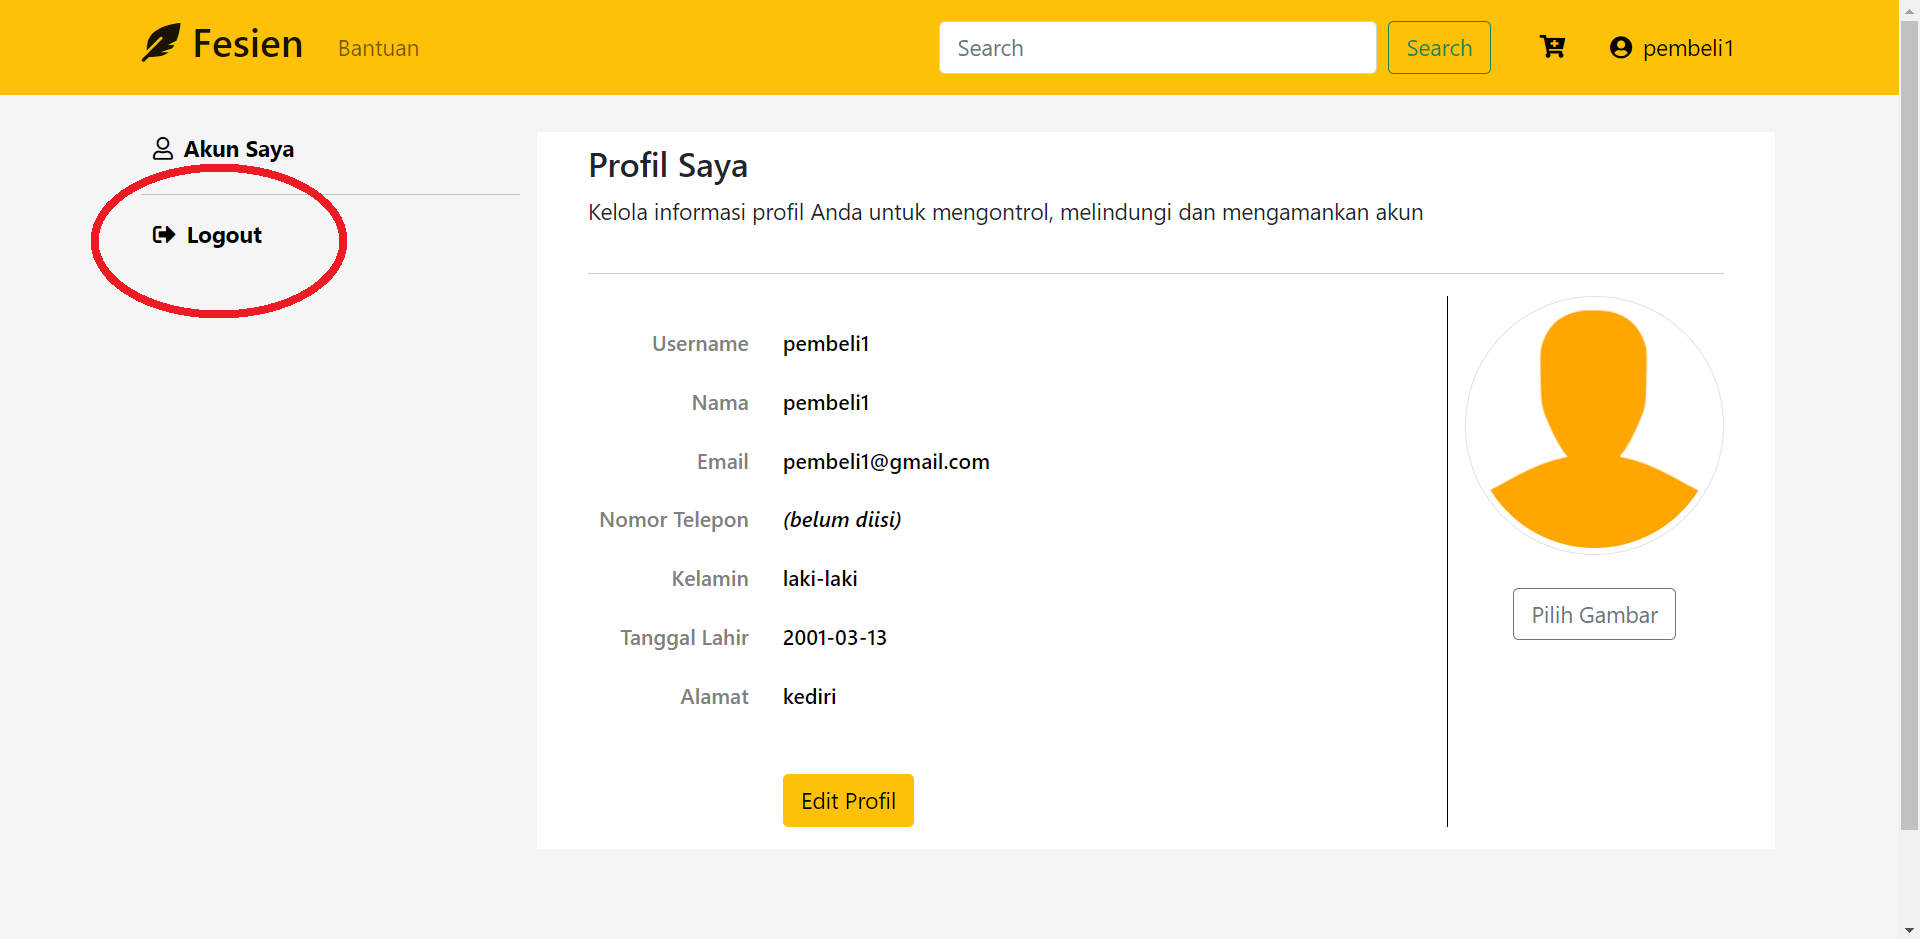 Fesien
Bantuan
Search
Search
pembeli1
Akun Saya
Logout
Profil Saya
Kelola informasi profil Anda untuk mengontrol, melindungi dan mengamankan akun
Username pembeli1
Nama pembeli1
Email pembeli1@gmail.com
Nomor Telepon (belum diisi)
Kelamin laki-laki
Tanggal Lahir 2001-03-13
Alamat kediri
Edit Profil
Pilih Gambar